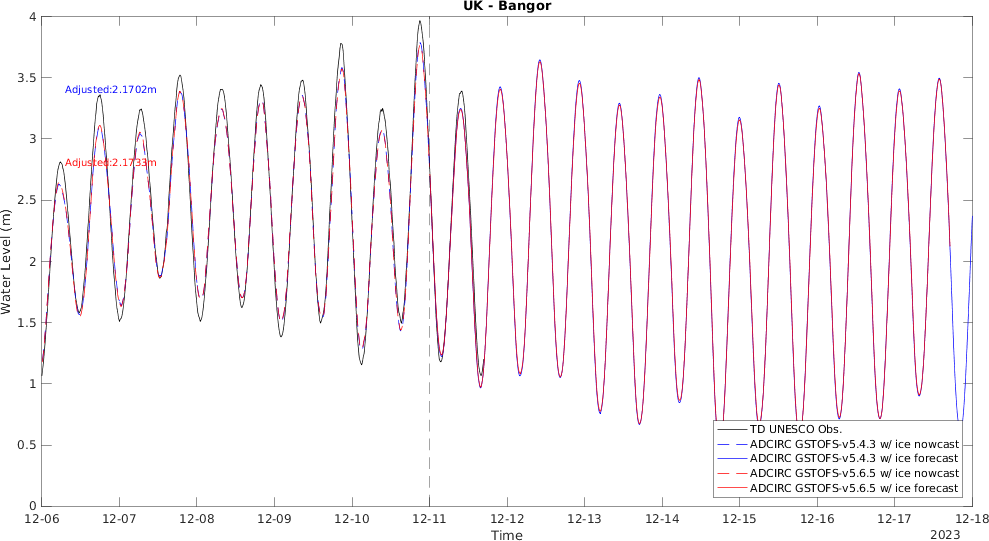 UK - Bangor
4
3.5
3
2.5
2
1.5
1
0.5
0
Water Level (m)
Adjusted:2.1702m
Adjusted:2.1733m
TD UNESCO Obs.
ADCIRC GSTOFS-v5.4.3 w/ ice nowcast
ADCIRC GSTOFS-v5.4.3 w/ ice forecast
ADCIRC GSTOFS-v5.6.5 w/ ice nowcast
ADCIRC GSTOFS-v5.6.5 w/ ice forecast
12-06 12-07 12-08 12-09 12-10 12-11 12-12 12-13 12-14 12-15 12-16 12-17 12-18
Time
2023